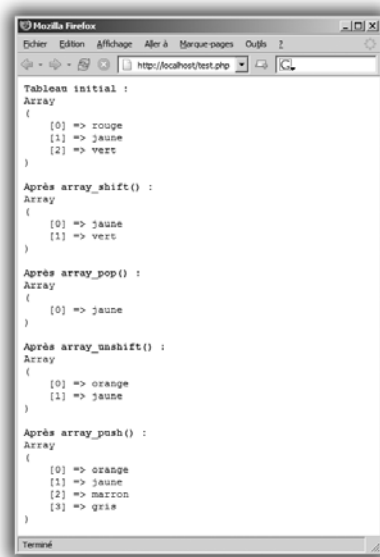 Mozilla Firefox
Fichier Edition Affichage Aller à Marque-pages Outils ?
http://localhost/test.php G
Tableau initial :
Array
(
[0] => rouge
[1] => jaune
[2] => vert
)
Après array_shift() :
Array
(
[0] => jaune
[1] => vert
)
Après array_pop() :
Array
(
[0] => jaune
)
Après array_unshift() :
Array
(
[0] => orange
[1] => jaune
)
Après array_push() :
Array
(
[0] => orange
[1] => jaune
[2] => marron
[3] => gris
)
Terminé